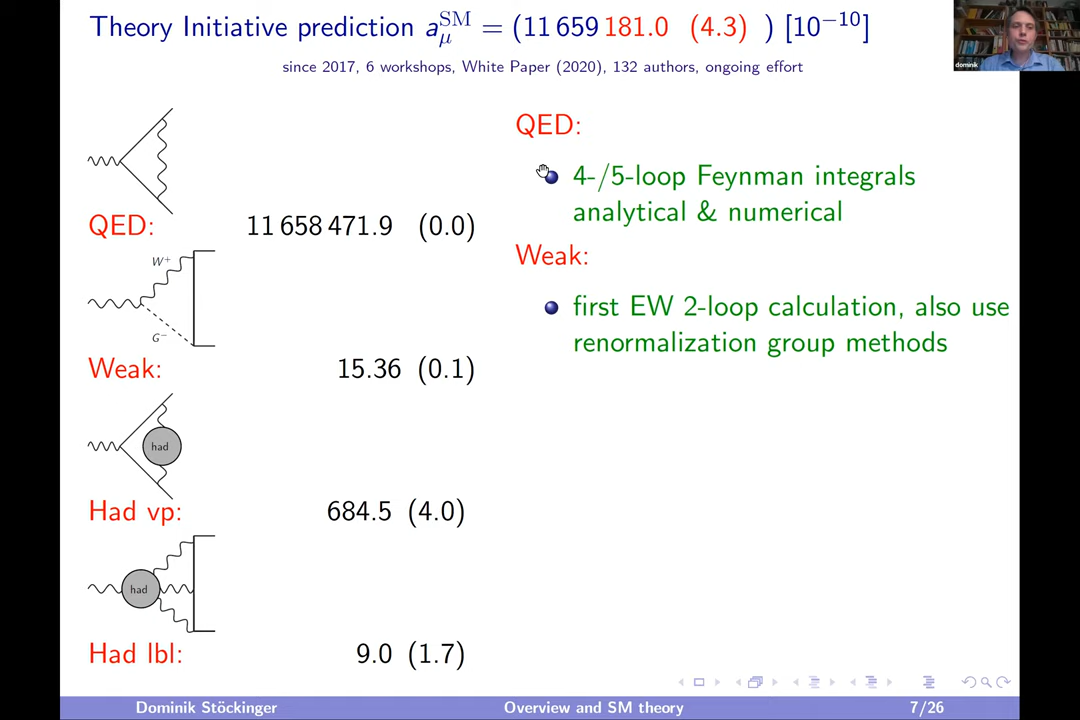 Theory Initiative prediction a_μ^SM = (11 659 181.0 (4.3) ) [10^−10]
since 2017, 6 workshops, White Paper (2020), 132 authors, ongoing effort
dominik
QED: 11 658 471.9 (0.0)
W+
G−
Weak: 15.36 (0.1)
had
Had vp: 684.5 (4.0)
had
Had lbl: 9.0 (1.7)
QED:
4-/5-loop Feynman integrals
analytical & numerical
Weak:
first EW 2-loop calculation, also use
renormalization group methods
Dominik Stöckinger Overview and SM theory 7/26